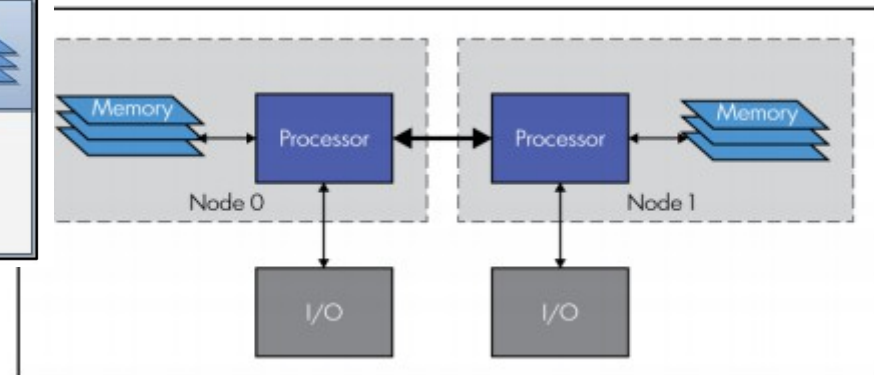 Memory
Processor
Processor
Memory
Node 0
Node 1
I/O
I/O